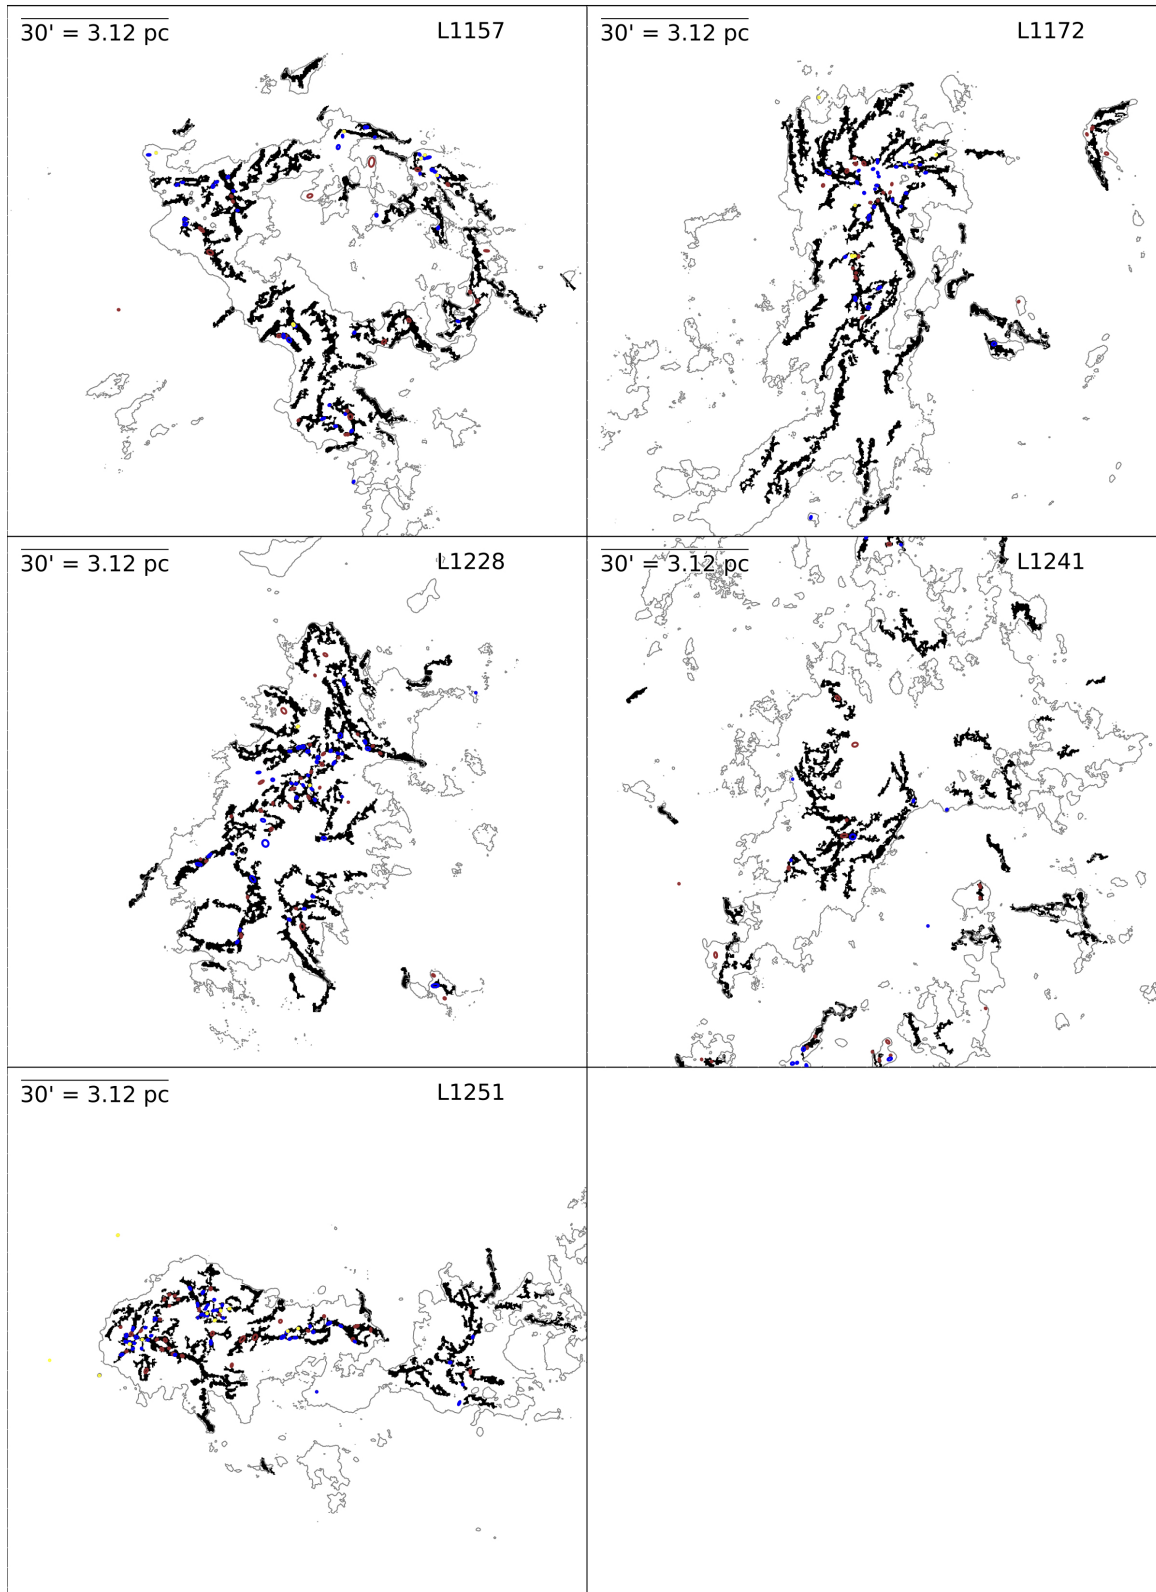 30' = 3.12 pc L1157
30' = 3.12 pc L1172
30' = 3.12 pc L1228
30' = 3.12 pc L1241
30' = 3.12 pc L1251